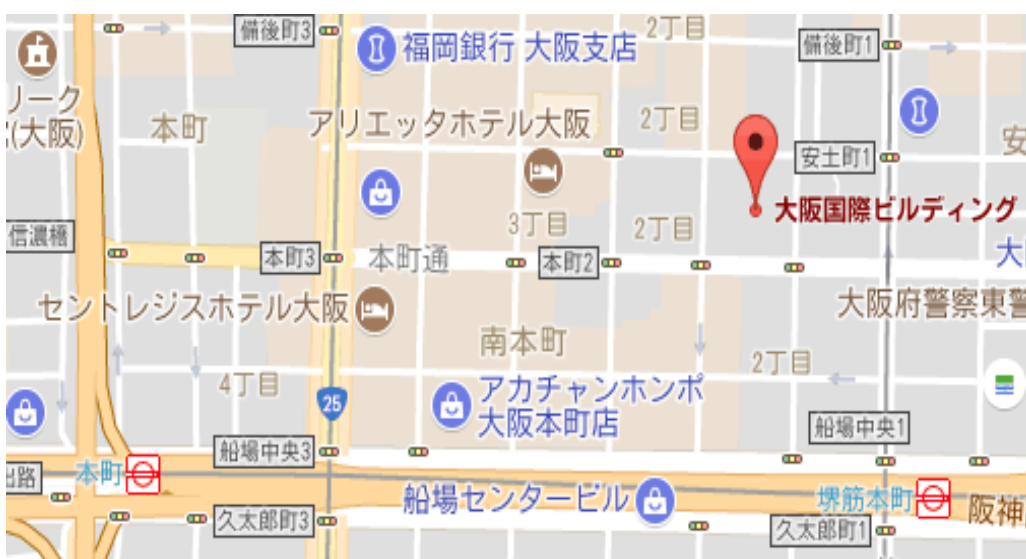 備後町3
2丁目
福岡銀行 大阪支店
備後町1
リーク
(大阪)
本町
アリエッタホテル大阪
2丁目
安土町1
安
大阪国際ビルディング
3丁目
2丁目
信濃橋
本町3
本町通
本町2
大
セントレジスホテル大阪
大阪府警察東警
南本町
2丁目
4丁目
25
アカチャンホンポ
大阪本町店
船場中央3
船場中央1
出路
本町
船場センタービル
堺筋本町
阪神
久太郎町3
久太郎町1